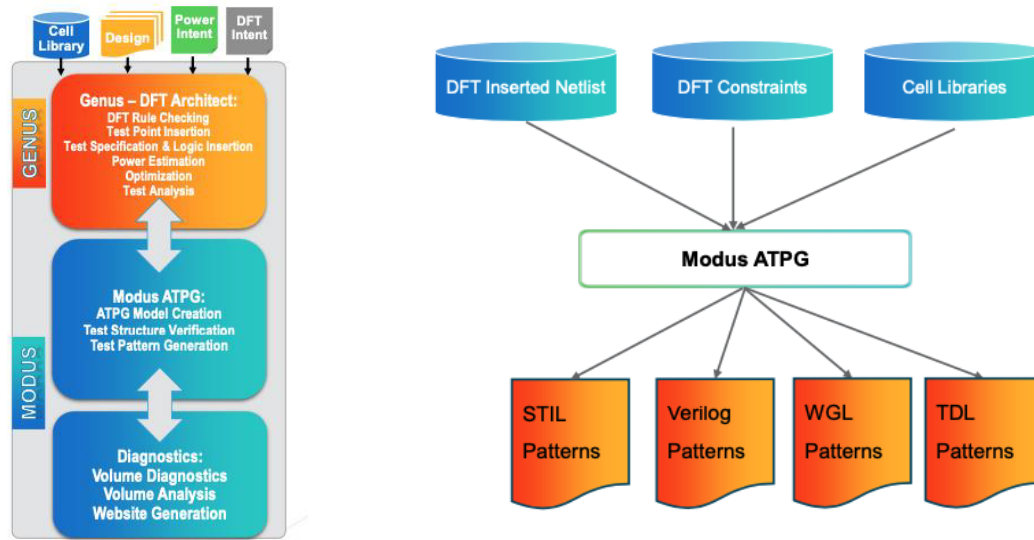 Cell
Library
Design
Power
Intent
DFT
Intent
GENUS
Genus – DFT Architect:
DFT Rule Checking
Test Point Insertion
Test Specification & Logic Insertion
Power Estimation
Optimization
Test Analysis
MODUS
Modus ATPG:
ATPG Model Creation
Test Structure Verification
Test Pattern Generation
Diagnostics:
Volume Diagnostics
Volume Analysis
Website Generation
DFT Inserted Netlist
DFT Constraints
Cell Libraries
Modus ATPG
STIL
Patterns
Verilog
Patterns
WGL
Patterns
TDL
Patterns